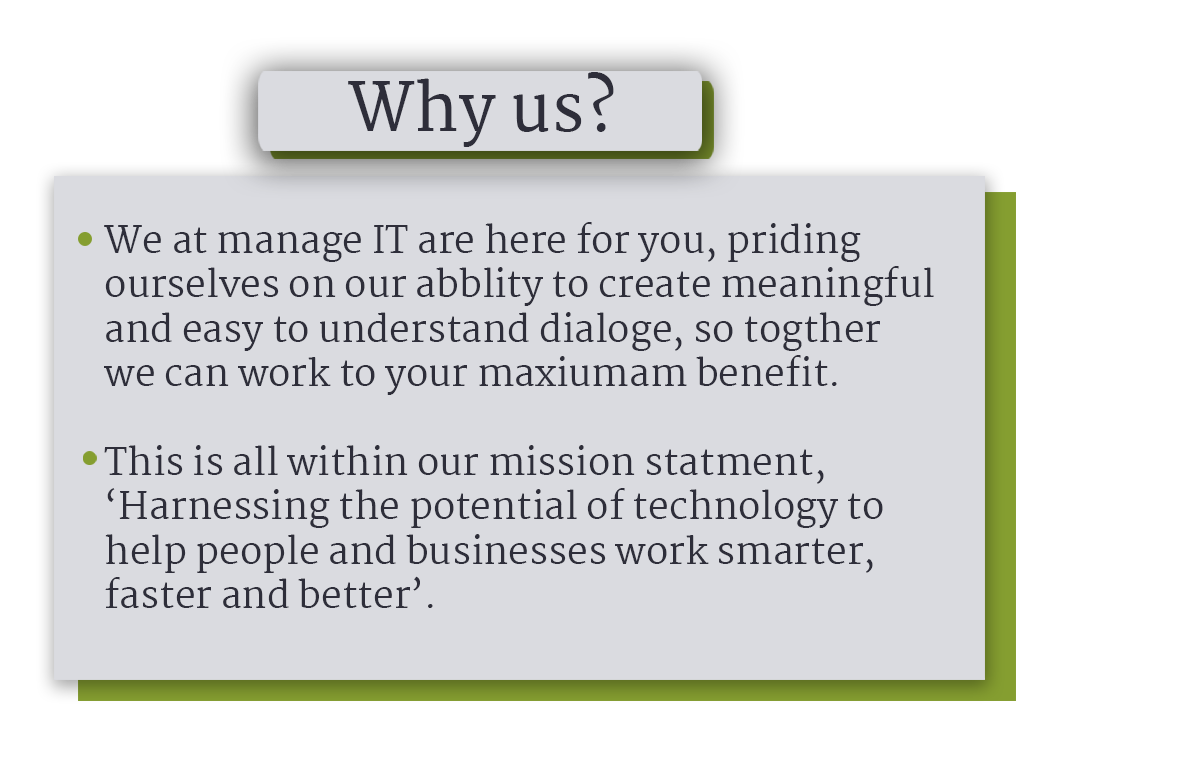 Why us?
We at manage IT are here for you, priding
ourselves on our abblity to create meaningful
and easy to understand dialoge, so togther
we can work to your maxiumam benefit.
This is all within our mission statment,
‘Harnessing the potential of technology to
help people and businesses work smarter,
faster and better’.